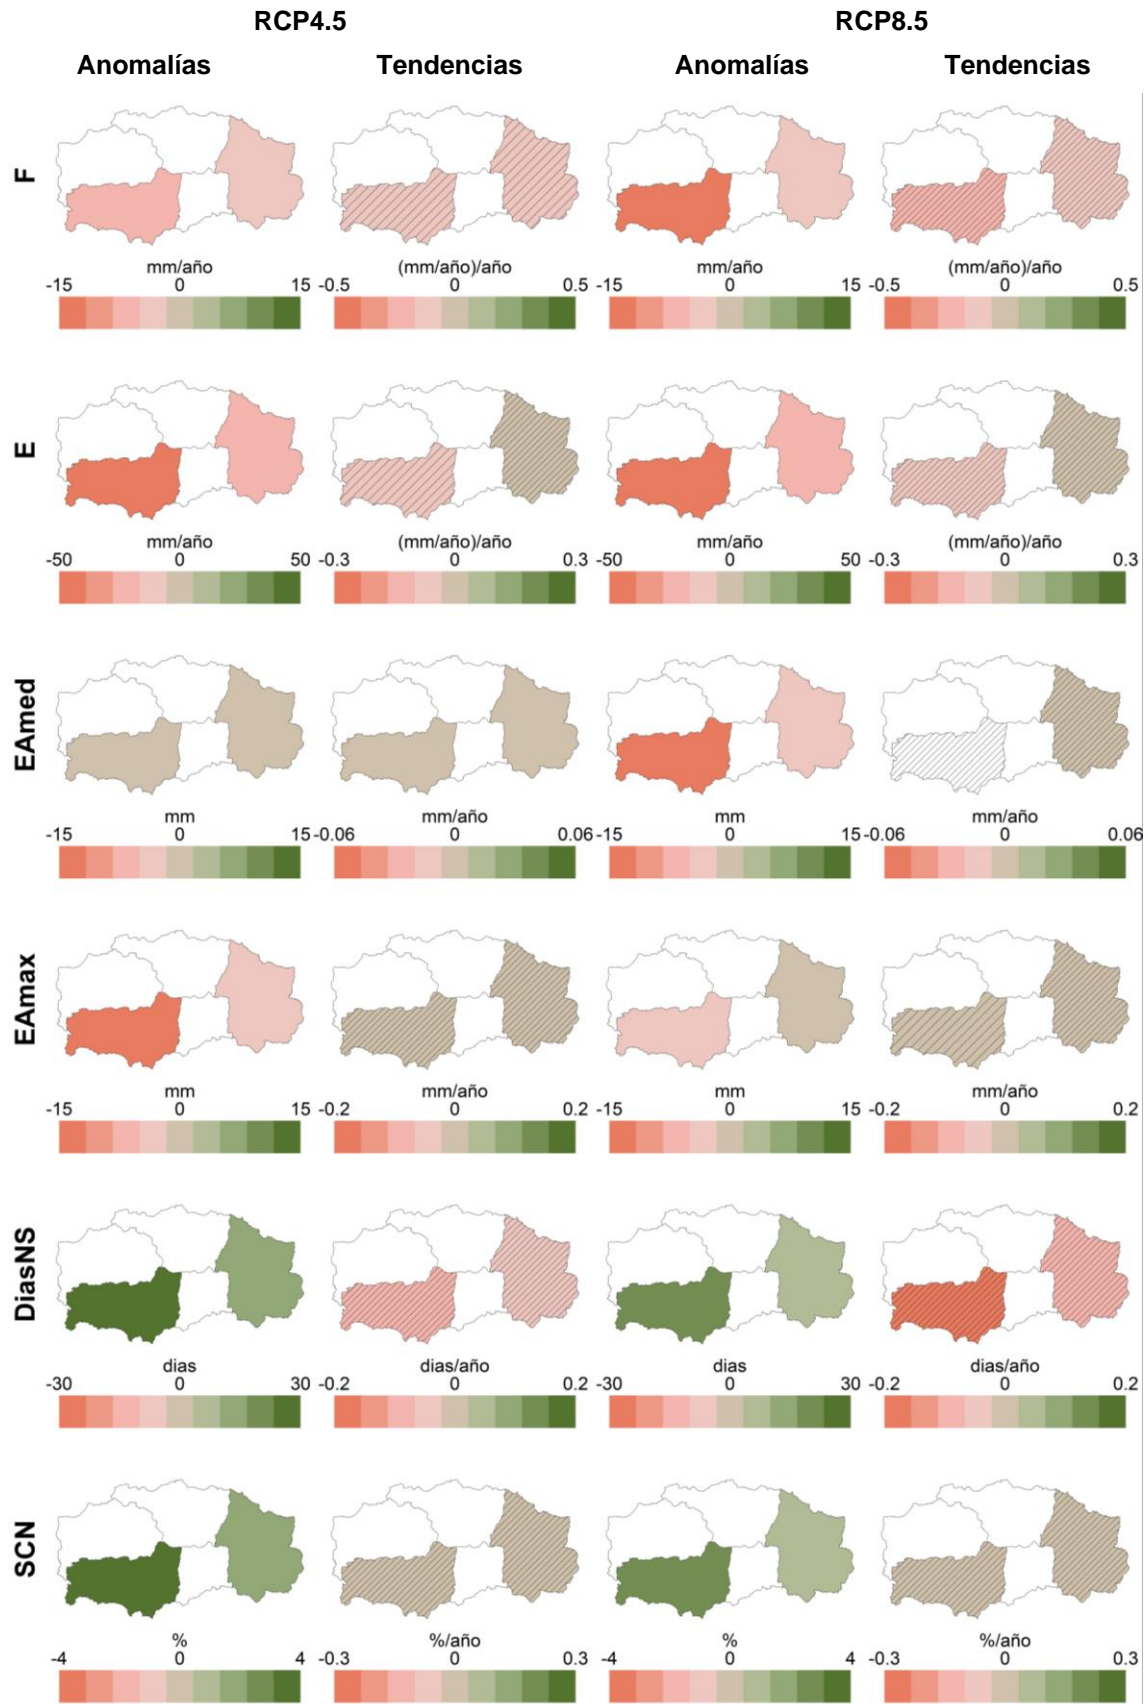 RCP4.5 RCP8.5
Anomalías Tendencias Anomalías Tendencias
F
mm/año (mm/año)/año mm/año (mm/año)/año
-15 0 15 -0.5 0 0.5 -15 0 15 -0.5 0 0.5
E
mm/año (mm/año)/año mm/año (mm/año)/año
-50 0 50 -0.3 0 0.3 -50 0 50 -0.3 0 0.3
EAmed
mm mm/año mm mm/año
-15 0 15 -0.06 0 0.06 -15 0 15 -0.06 0 0.06
EAmax
mm mm/año mm mm/año
-15 0 15 -0.2 0 0.2 -15 0 15 -0.2 0 0.2
DiasNS
dias dias/año dias dias/año
-30 0 30 -0.2 0 0.2 -30 0 30 -0.2 0 0.2
SCN
% %/año % %/año
-4 0 4 -0.3 0 0.3 -4 0 4 -0.3 0 0.3